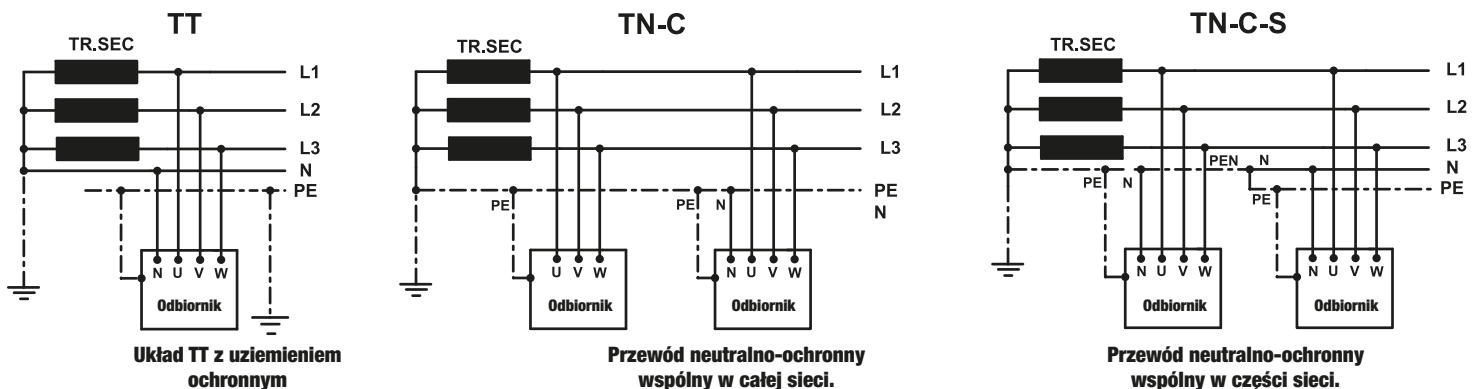 TT
TR.SEC
L1
L2
L3
N
PE
N U V W
Odbiornik
Układ TT z uziemieniem
ochronnym
TN-C
TR.SEC
L1
L2
L3
PE
N
PE
PE N
U V W
Odbiornik
N U V W
Odbiornik
Przewód neutralno-ochronny
wspólny w całej sieci.
TN-C-S
TR.SEC
L1
L2
L3
N
PE
PE N PEN N
PE
N U V W
Odbiornik
N U V W
Odbiornik
Przewód neutralno-ochronny
wspólny w części sieci.